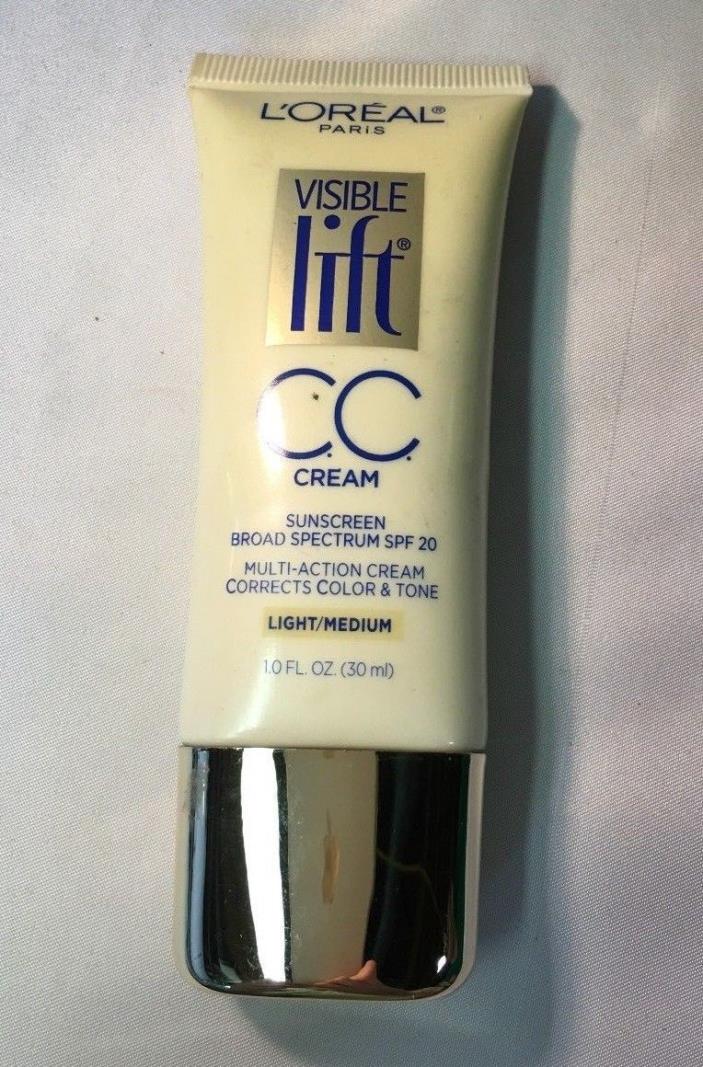 L'ORÉAL®
PARIS
VISIBLE
lift®
C.C.
CREAM
SUNSCREEN
BROAD SPECTRUM SPF 20
MULTI-ACTION CREAM
CORRECTS COLOR & TONE
LIGHT/MEDIUM
1.0 FL. OZ. (30 ml)